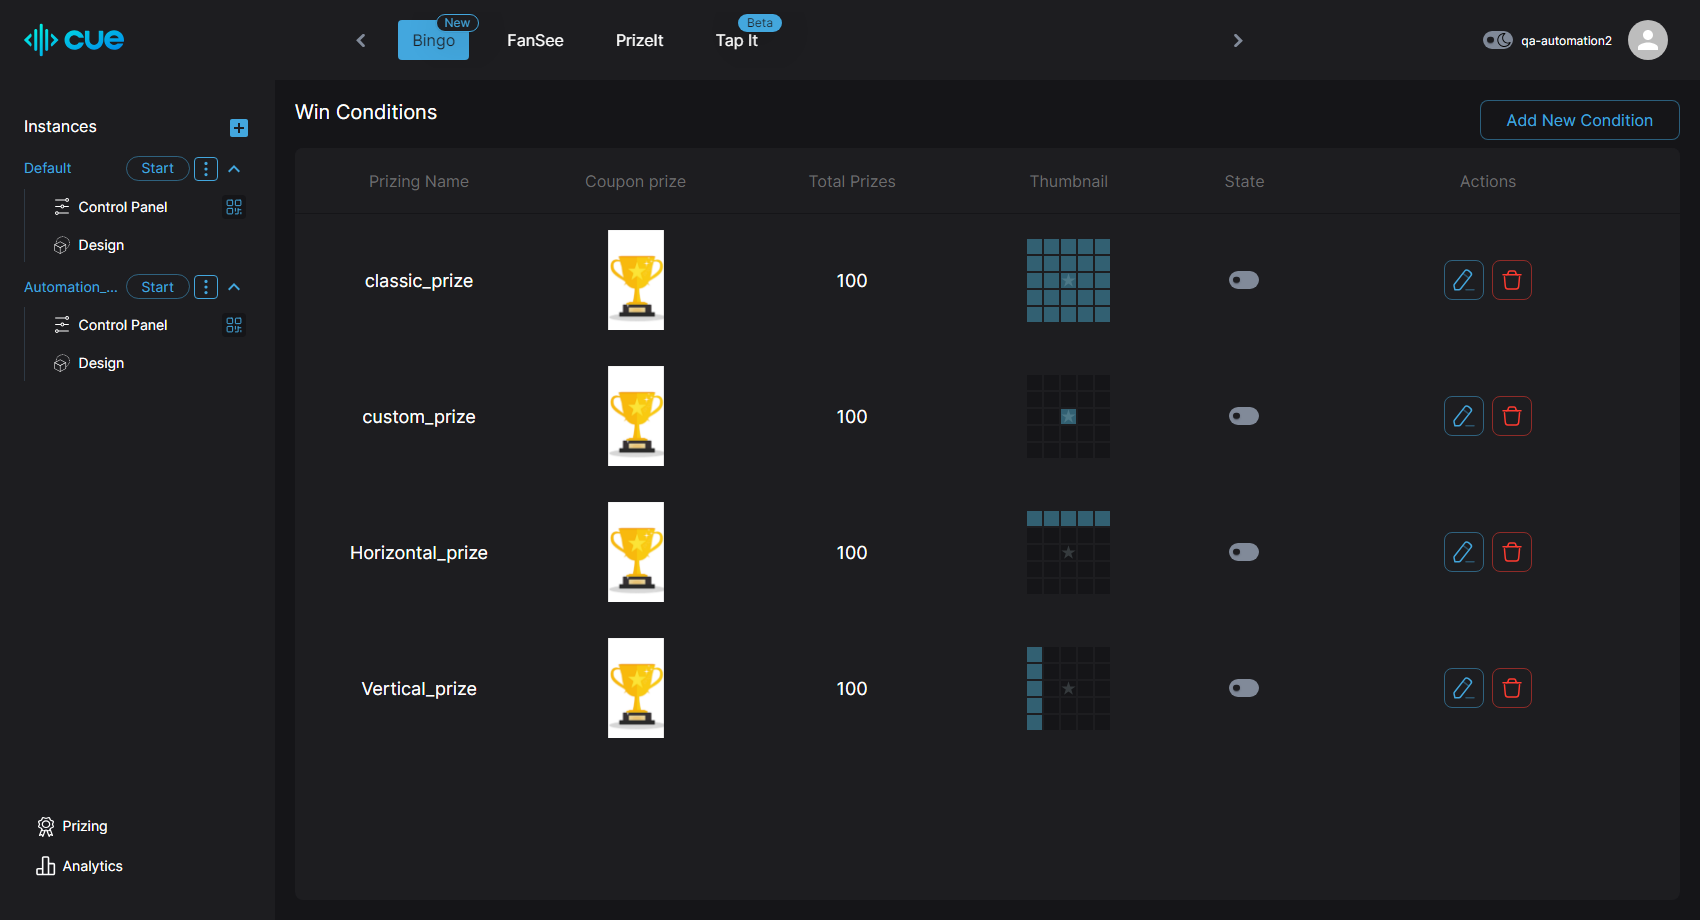 cue
Bingo
New
FanSee
PrizeIt
Tap It
Beta
qa-automation2
Instances
Default
Start
Control Panel
Design
Automation_...
Start
Control Panel
Design
Prizing
Analytics
Win Conditions
Add New Condition
Prizing Name Coupon prize Total Prizes Thumbnail State Actions
classic_prize 100
custom_prize 100
Horizontal_prize 100
Vertical_prize 100